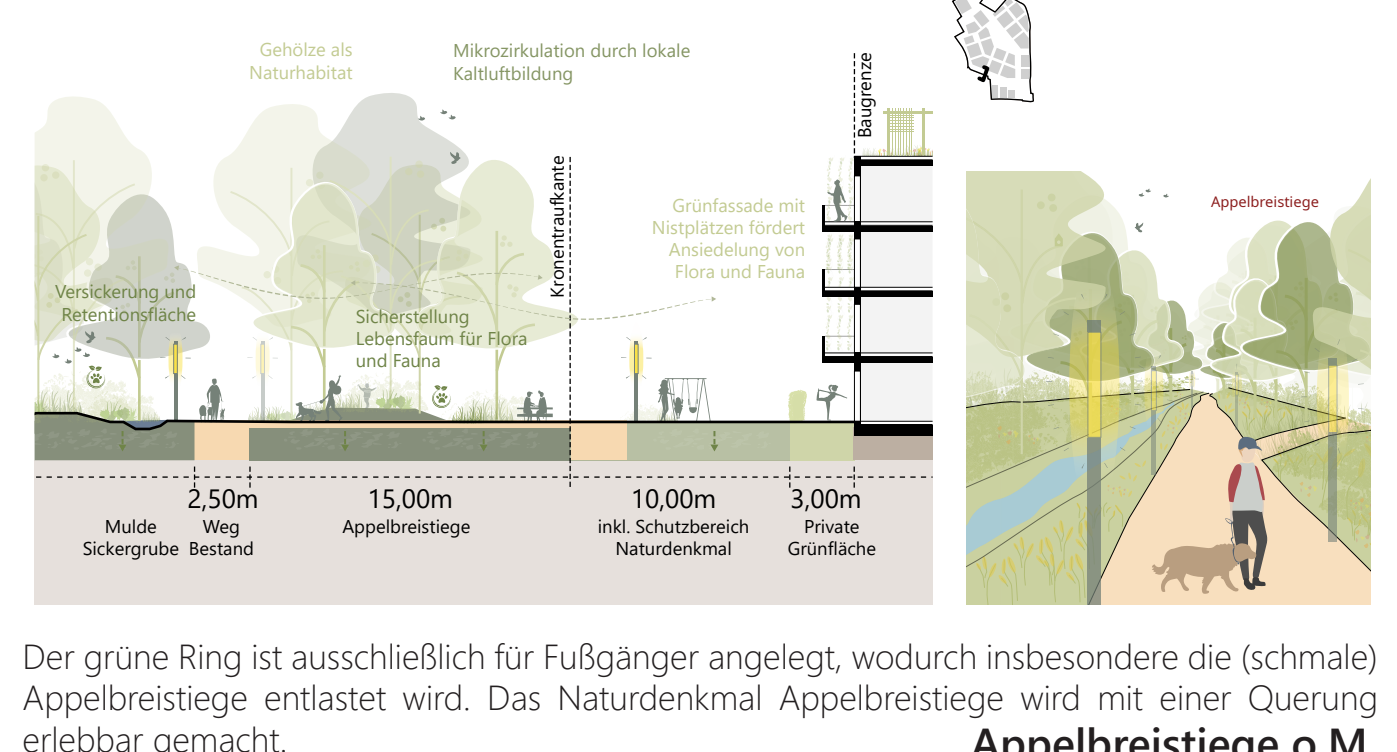 Gehölze als
Naturhabitat
Mikrozirkulation durch lokale
Kaltluftbildung
Baugrenze
Kronentraufkante
Grünfassade mit
Nistplätzen fördert
Ansiedelung von
Flora und Fauna
Versickerung und
Retentionsfläche
Sicherstellung
Lebensfaum für Flora
und Fauna
Appelbreistiege
2,50m
15,00m
10,00m
3,00m
Mulde
Sickergrube
Weg
Bestand
Appelbreistiege
inkl. Schutzbereich
Naturdenkmal
Private
Grünfläche
Der grüne Ring ist ausschließlich für Fußgänger angelegt, wodurch insbesondere die (schmale)
Appelbreistiege entlastet wird. Das Naturdenkmal Appelbreistiege wird mit einer Querung
erlebbar gemacht.
Appelbreistiege o.M.